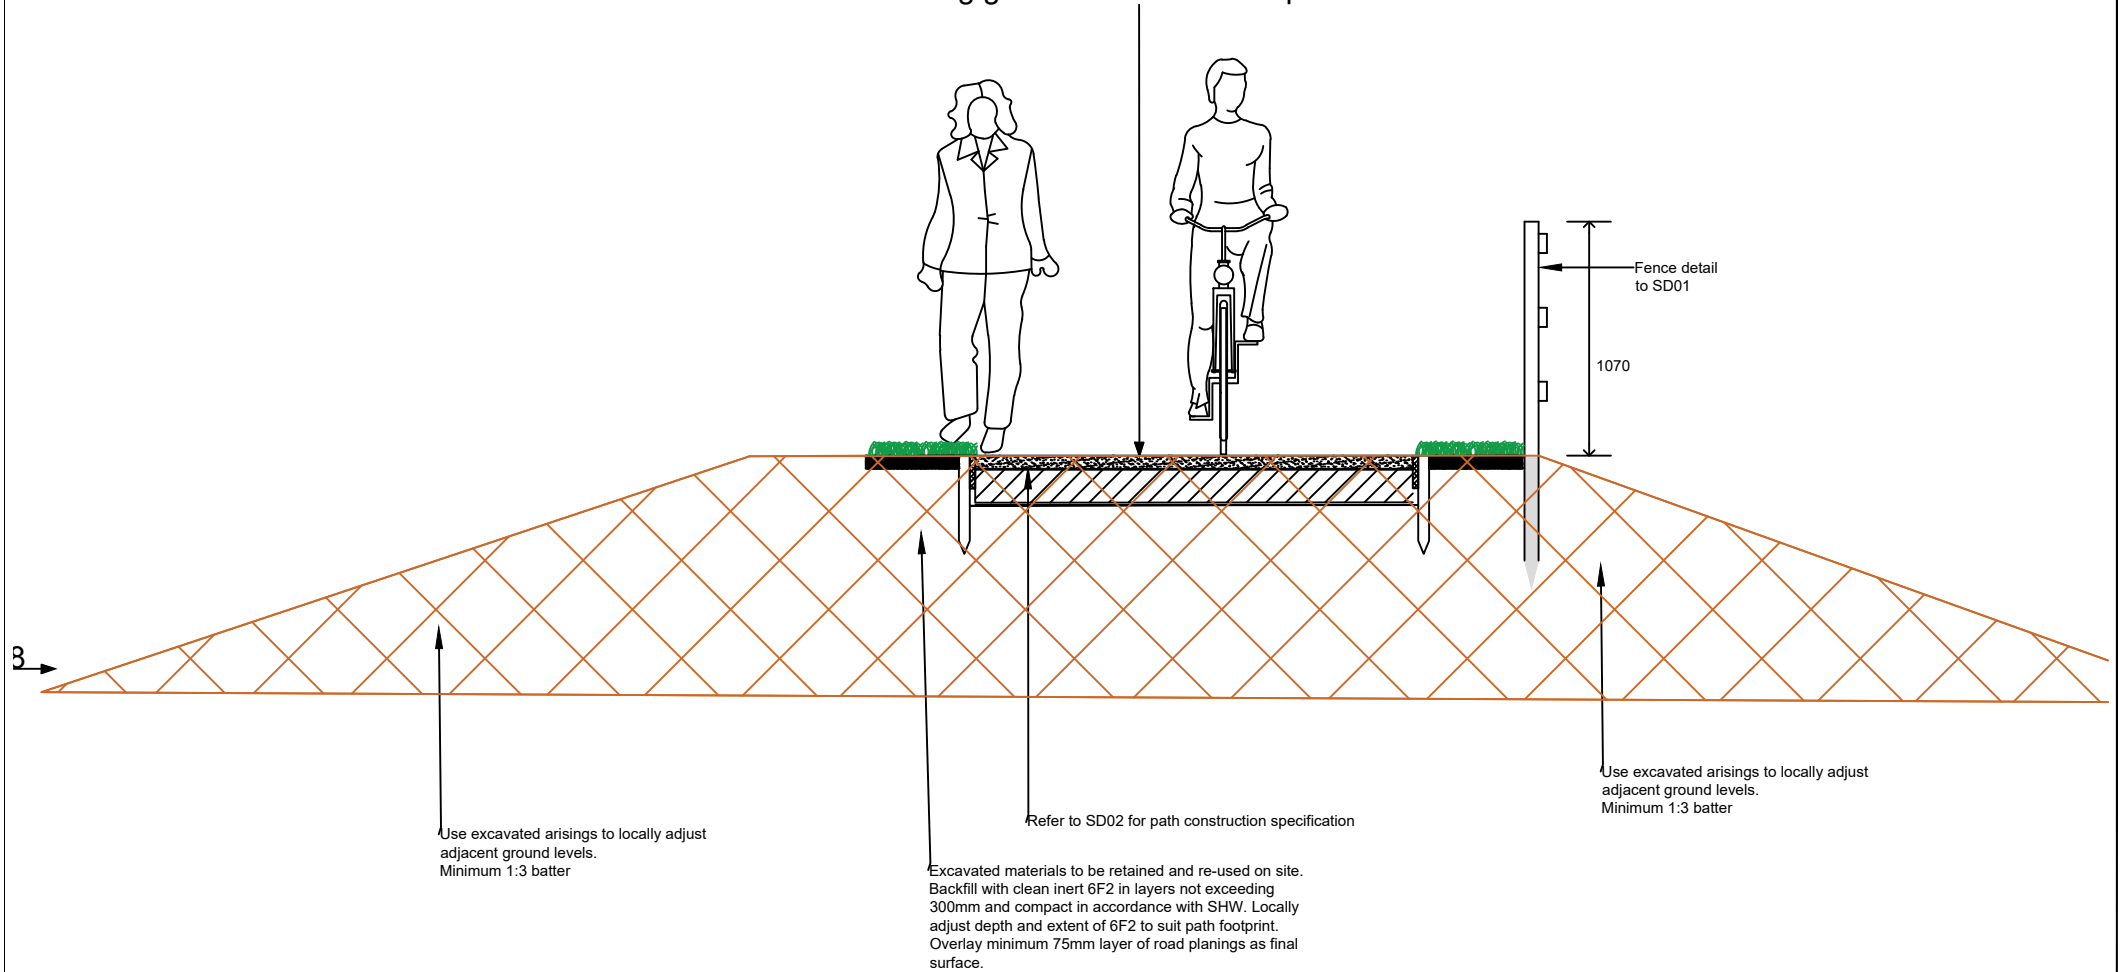 Fence detail
to SD01
1070
8
Use excavated arisings to locally adjust
adjacent ground levels.
Minimum 1:3 batter
Refer to SD02 for path construction specification
Use excavated arisings to locally adjust
adjacent ground levels.
Minimum 1:3 batter
Excavated materials to be retained and re-used on site.
Backfill with clean inert 6F2 in layers not exceeding
300mm and compact in accordance with SHW. Locally
adjust depth and extent of 6F2 to suit path footprint.
Overlay minimum 75mm layer of road planings as final
surface.